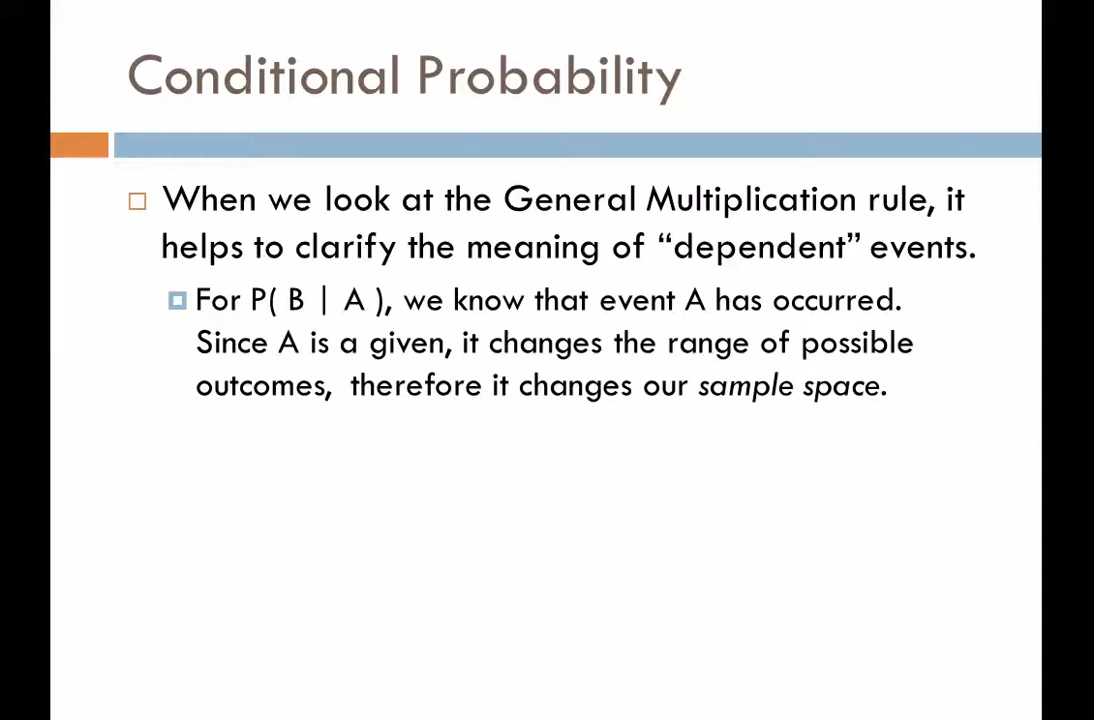 Conditional Probability
When we look at the General Multiplication rule, it
helps to clarify the meaning of “dependent” events.
For P( B | A ), we know that event A has occurred.
Since A is a given, it changes the range of possible
outcomes, therefore it changes our sample space.